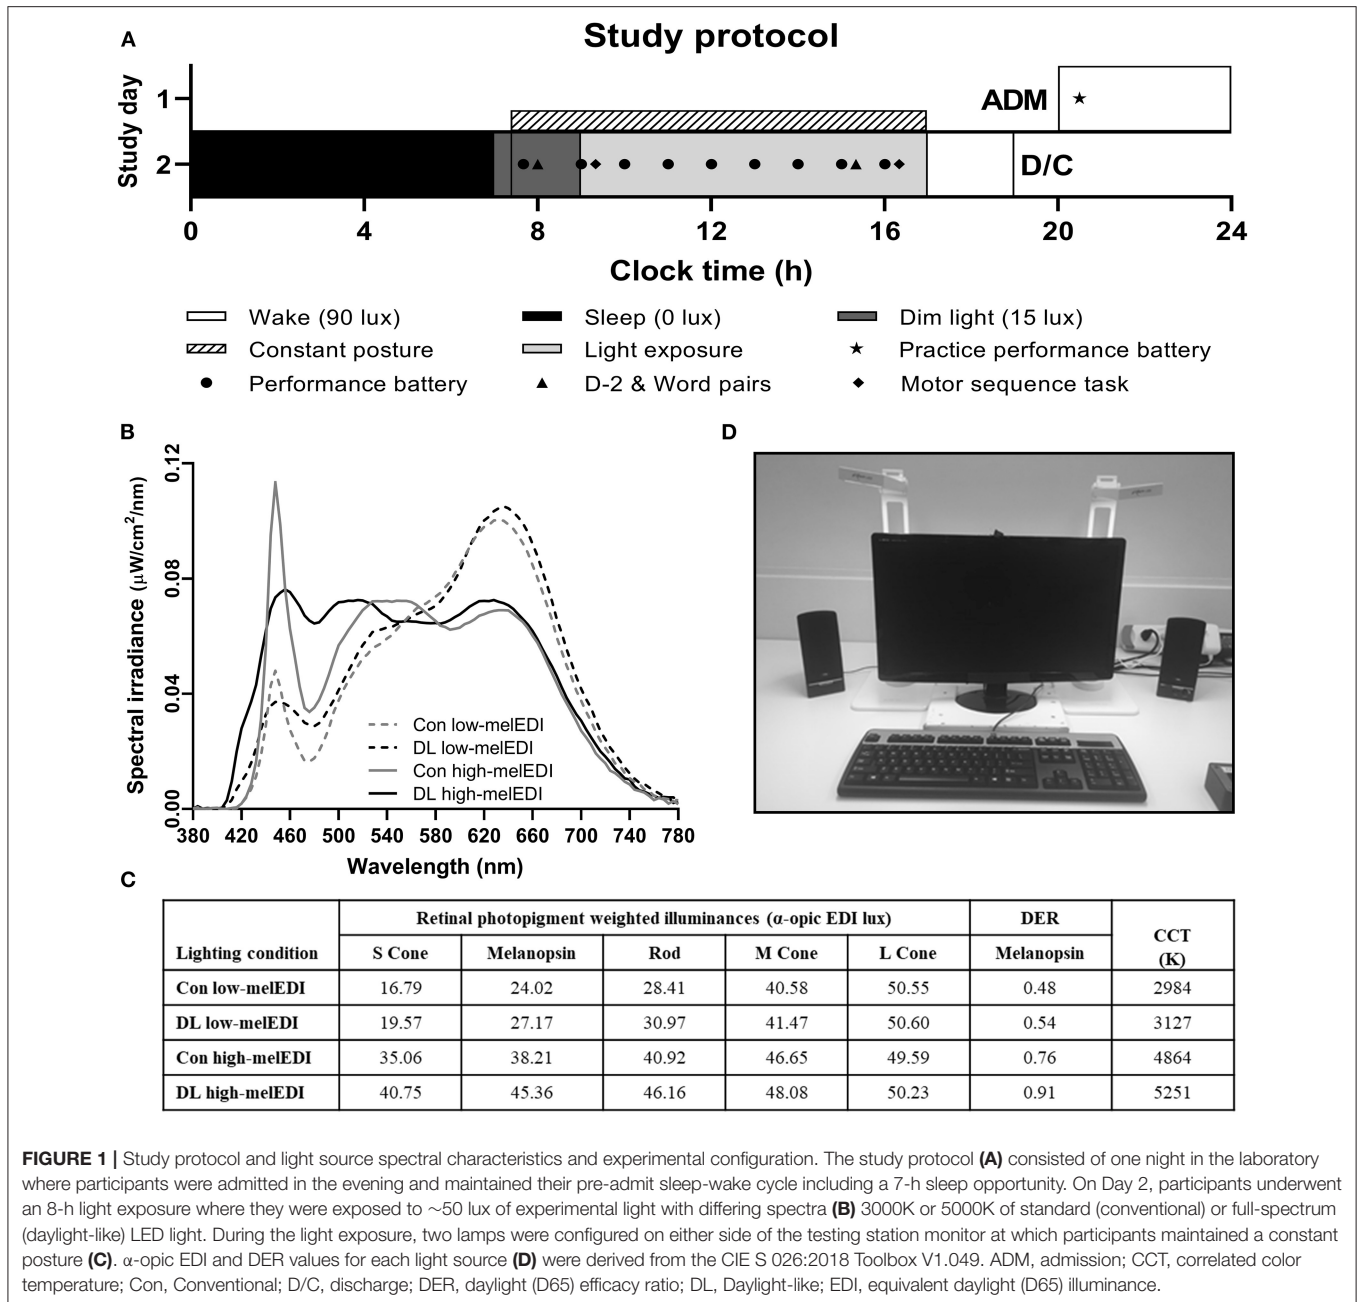 A
Study protocol
Study day
1
ADM
2
D/C
0 4 8 12 16 20 24
Clock time (h)
Wake (90 lux) Sleep (0 lux) Dim light (15 lux)
Constant posture Light exposure Practice performance battery
Performance battery D-2 & Word pairs Motor sequence task
B
Spectral irradiance (μW/cm²/nm)
0.12
0.08
0.04
0.00
Con low-melEDI
DL low-melEDI
Con high-melEDI
DL high-melEDI
380 420 460 500 540 580 620 660 700 740 780
Wavelength (nm)
D
C
Retinal photopigment weighted illuminances (α-opic EDI lux) DER CCT (K)
Lighting condition S Cone Melanopsin Rod M Cone L Cone Melanopsin
Con low-melEDI 16.79 24.02 28.41 40.58 50.55 0.48 2984
DL low-melEDI 19.57 27.17 30.97 41.47 50.60 0.54 3127
Con high-melEDI 35.06 38.21 40.92 46.65 49.59 0.76 4864
DL high-melEDI 40.75 45.36 46.16 48.08 50.23 0.91 5251
FIGURE 1 | Study protocol and light source spectral characteristics and experimental configuration. The study protocol (A) consisted of one night in the laboratory
where participants were admitted in the evening and maintained their pre-admit sleep-wake cycle including a 7-h sleep opportunity. On Day 2, participants underwent
an 8-h light exposure where they were exposed to ∼50 lux of experimental light with differing spectra (B) 3000K or 5000K of standard (conventional) or full-spectrum
(daylight-like) LED light. During the light exposure, two lamps were configured on either side of the testing station monitor at which participants maintained a constant
posture (C). α-opic EDI and DER values for each light source (D) were derived from the CIE S 026:2018 Toolbox V1.049. ADM, admission; CCT, correlated color
temperature; Con, Conventional; D/C, discharge; DER, daylight (D65) efficacy ratio; DL, Daylight-like; EDI, equivalent daylight (D65) illuminance.